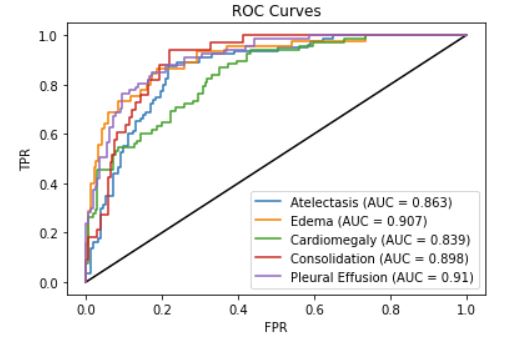 ROC Curves
TPR
1.0
0.8
0.6
0.4
0.2
0.0
Atelectasis (AUC = 0.863)
Edema (AUC = 0.907)
Cardiomegaly (AUC = 0.839)
Consolidation (AUC = 0.898)
Pleural Effusion (AUC = 0.91)
0.0 0.2 0.4 0.6 0.8 1.0
FPR